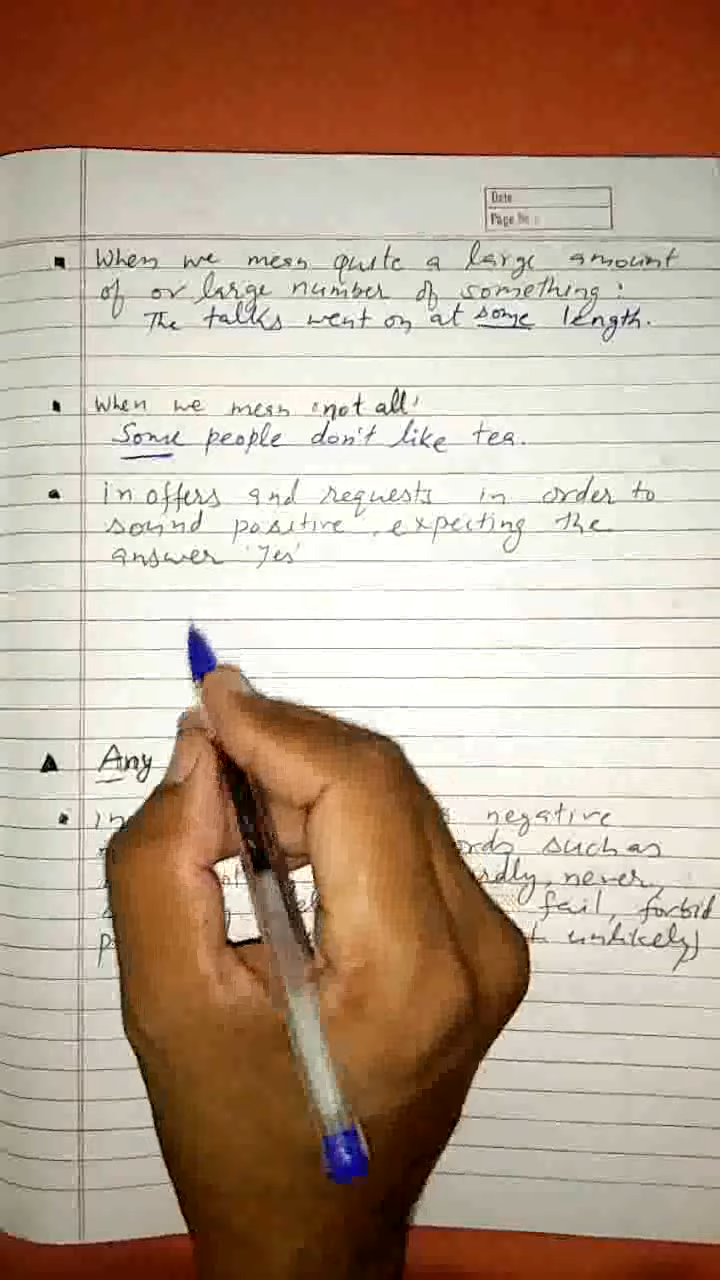 Date
Page No.
When we mean quite a large amount
of or large number of something:
The talks went on at some length.
When we mean 'not all'
Some people don't like tea.
in offers and requests in order to
sound positive, expecting the
answer 'Yes'
Any
in negative
such as
never,
fail, forbid
unlikely)